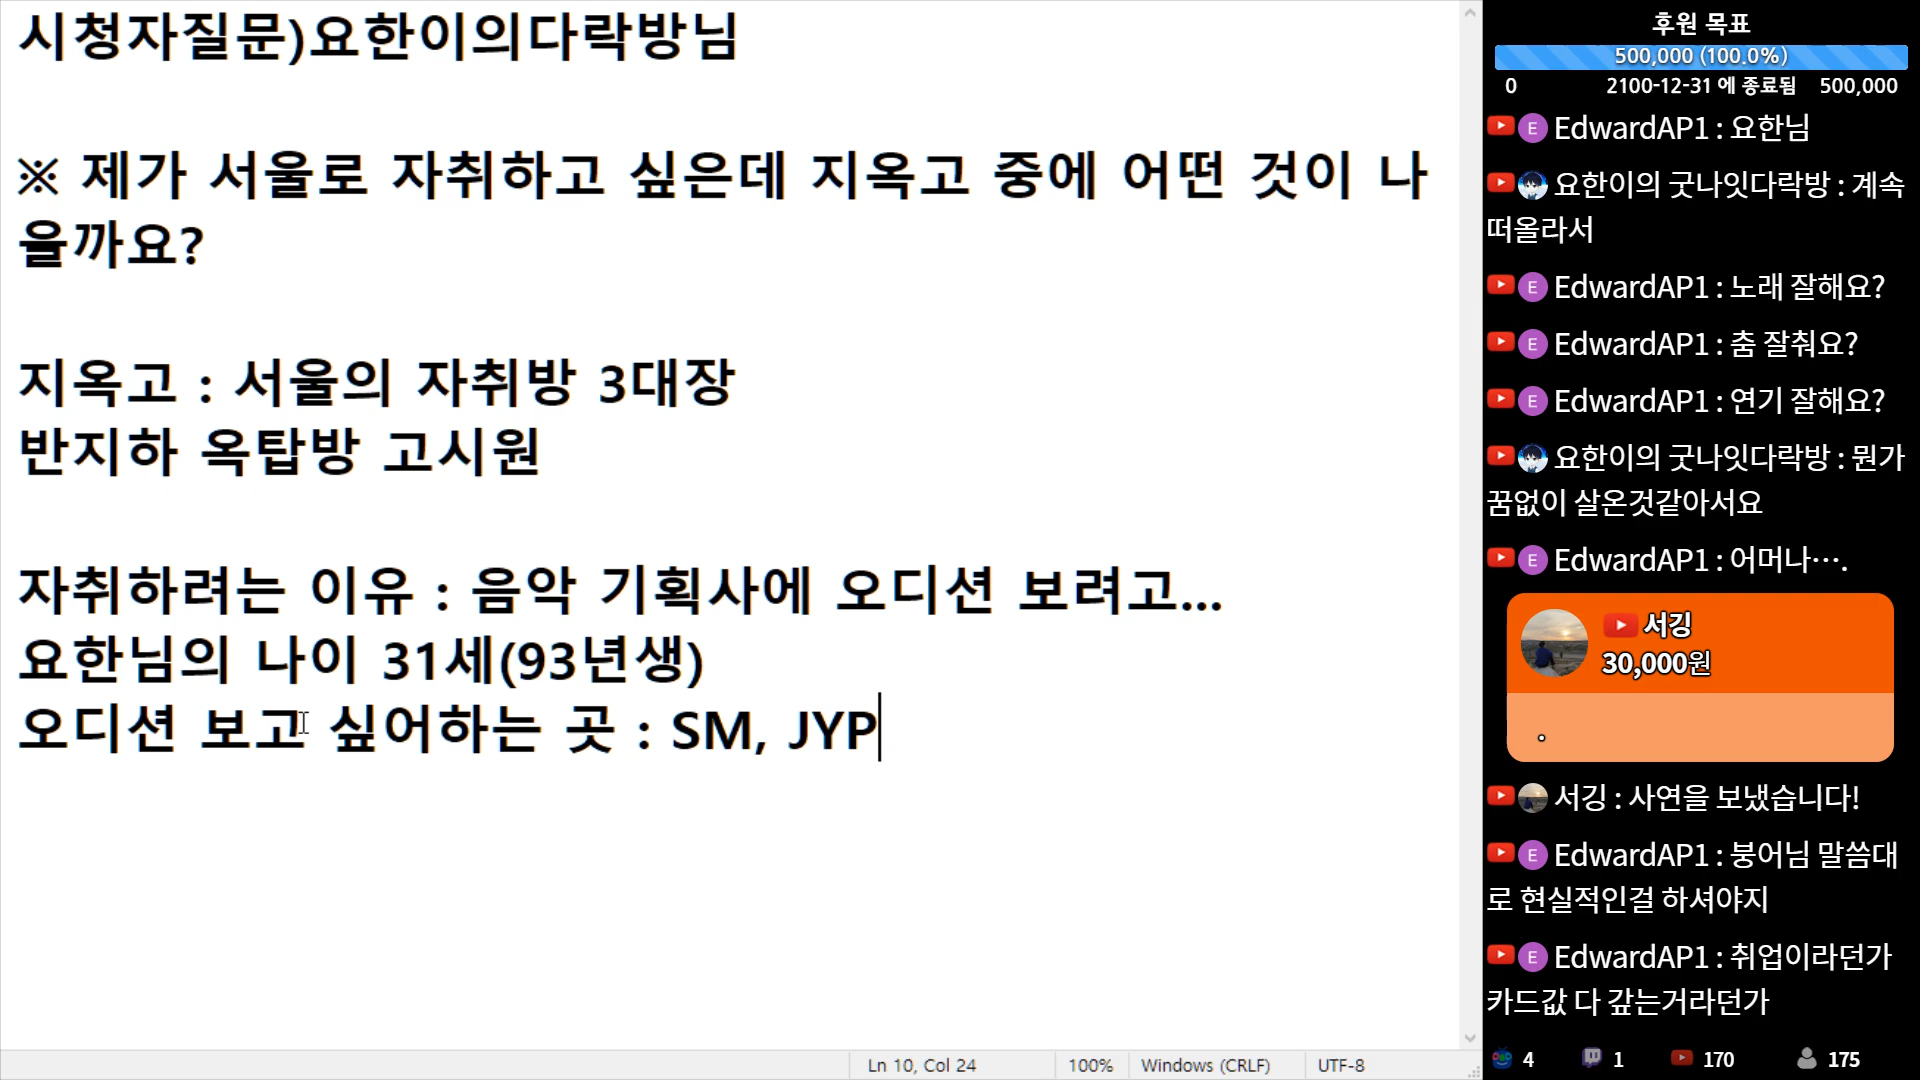 시청자질문)요한이의다락방님
※ 제가 서울로 자취하고 싶은데 지옥고 중에 어떤 것이 나
을까요?
지옥고 : 서울의 자취방 3대장
반지하 옥탑방 고시원
자취하려는 이유 : 음악 기획사에 오디션 보려고...
요한님의 나이 31세(93년생)
오디션 보고 싶어하는 곳 : SM, JYP
Ln 10, Col 24 100% Windows (CRLF) UTF-8
후원 목표
500,000 (100.0%)
0 2100-12-31 에 종료됨 500,000
E EdwardAP1 : 요한님
요한이의 굿나잇다락방 : 계속
떠올라서
E EdwardAP1 : 노래 잘해요?
E EdwardAP1 : 춤 잘춰요?
E EdwardAP1 : 연기 잘해요?
요한이의 굿나잇다락방 : 뭔가
꿈없이 살온것같아서요
E EdwardAP1 : 어머나….
서깅
30,000원
。
서깅 : 사연을 보냈습니다!
E EdwardAP1 : 붕어님 말씀대
로 현실적인걸 하셔야지
E EdwardAP1 : 취업이라던가
카드값 다 갚는거라던가
4 1 170 175